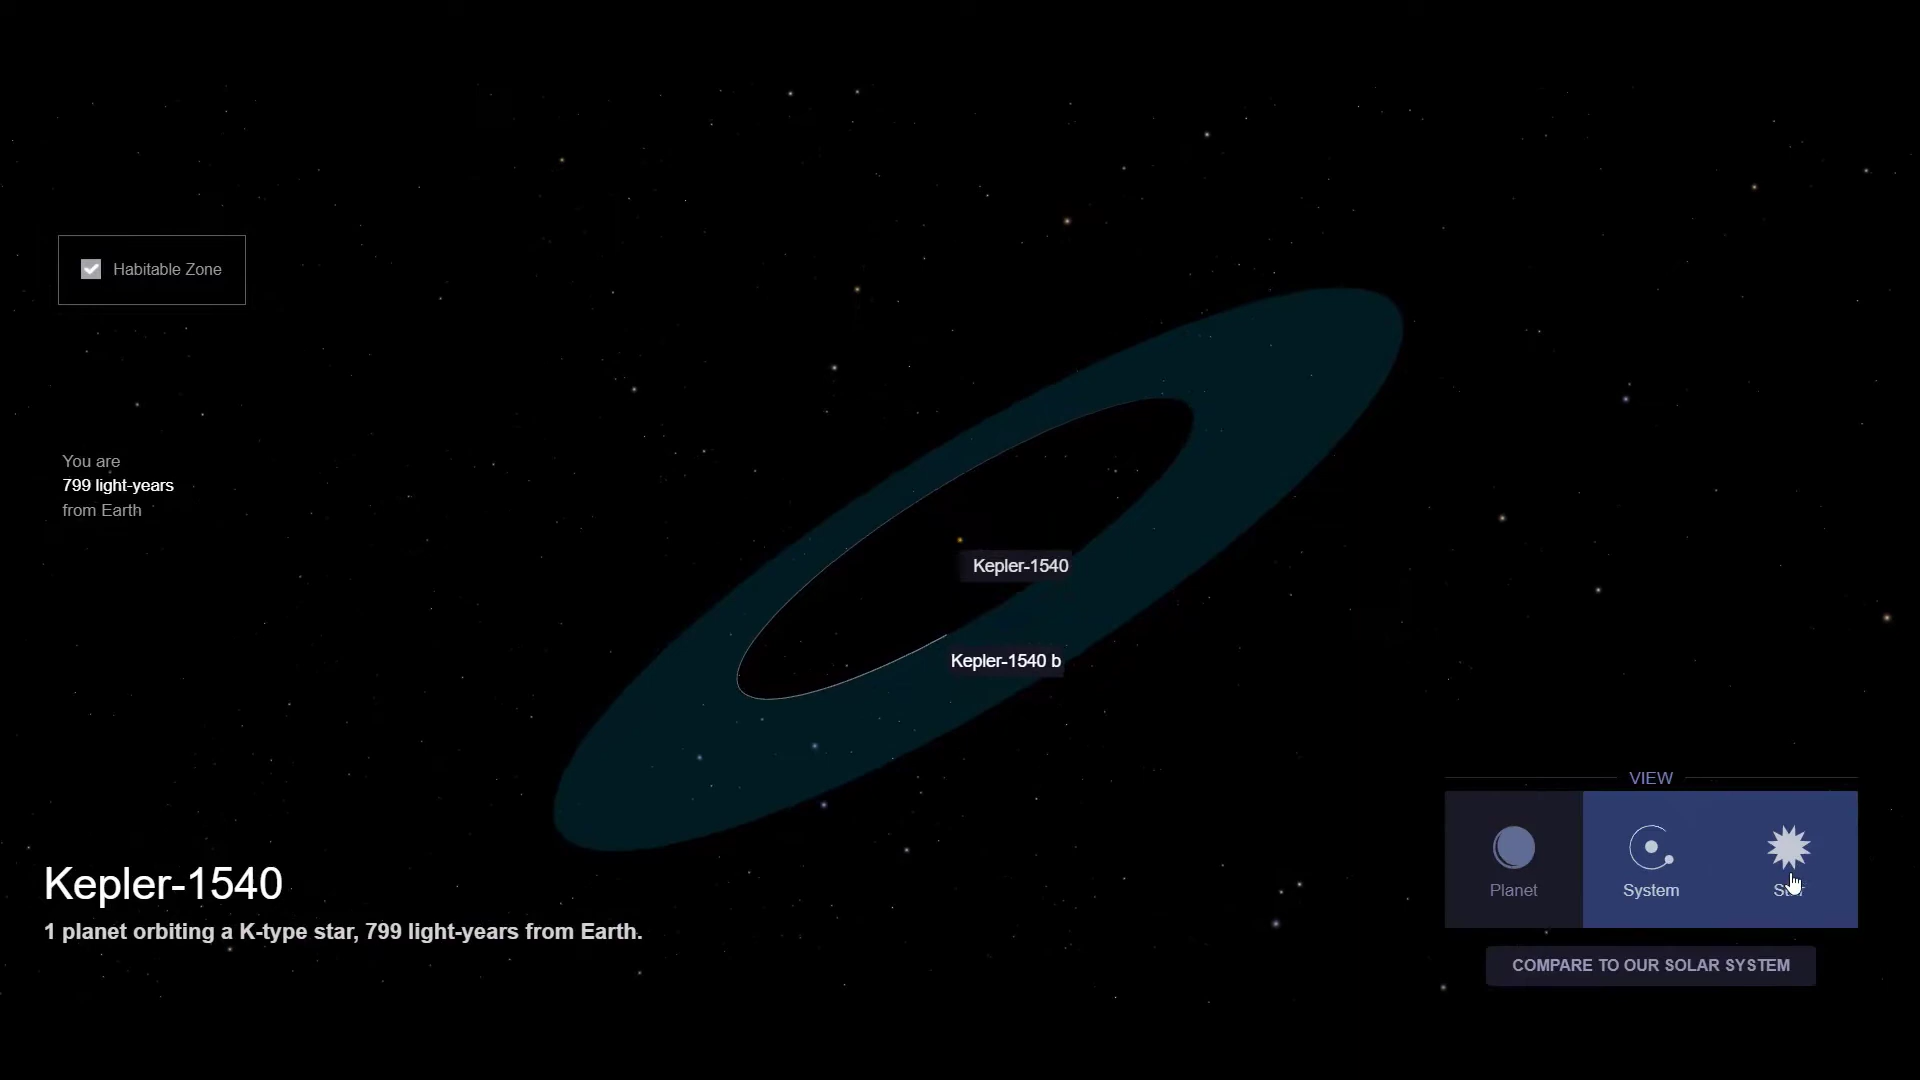 Habitable Zone
You are
799 light-years
from Earth
Kepler-1540
Kepler-1540 b
VIEW
Planet
System
Kepler-1540
1 planet orbiting a K-type star, 799 light-years from Earth.
COMPARE TO OUR SOLAR SYSTEM